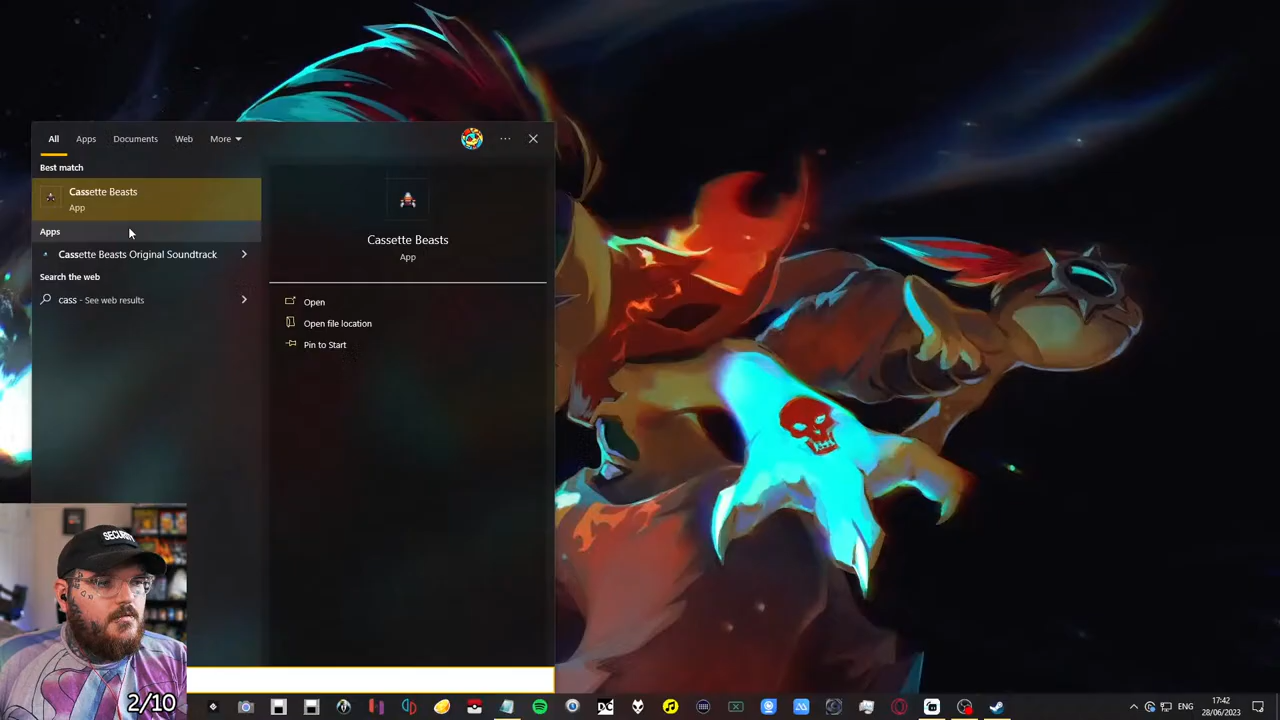 All Apps Documents Web More
Best match
Cassette Beasts
App
Apps
Cassette Beasts Original Soundtrack
Search the web
cass - See web results
Cassette Beasts
App
Open
Open file location
Pin to Start
SECURITY
2/10
DC
ENG
17:42
28/06/2023